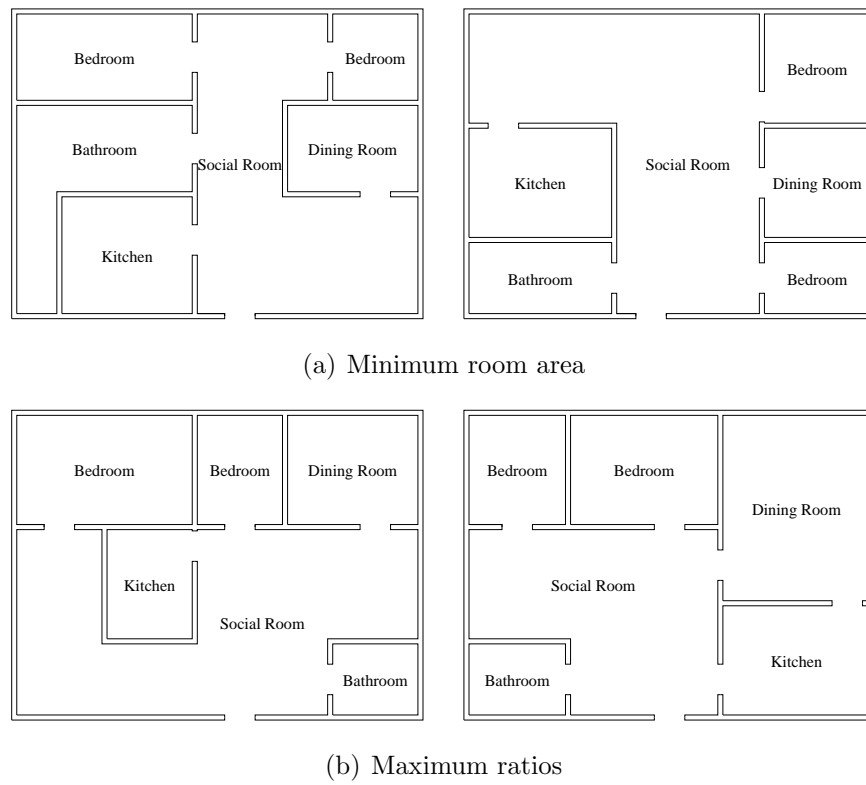 Bedroom Bedroom
Bathroom Social Room Dining Room
Kitchen
Bedroom
Kitchen Social Room Dining Room
Bathroom Bedroom
(a) Minimum room area
Bedroom Bedroom Dining Room
Kitchen
Social Room
Bathroom
Bedroom Bedroom
Dining Room
Social Room
Kitchen
Bathroom
(b) Maximum ratios